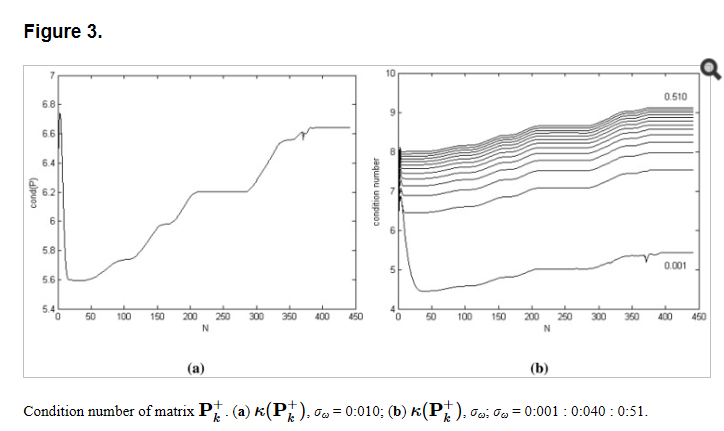 Figure 3.
7
6.8
6.6
6.4
6.2
6
5.8
5.6
5.4
cond(P)
0 50 100 150 200 250 300 350 400 450
N
(a)
10
9
8
7
6
5
4
condition number
0.510
0.001
0 50 100 150 200 250 300 350 400 450
N
(b)
Condition number of matrix P⁺ₖ. (a) κ(P⁺ₖ), σω = 0:010; (b) κ(P⁺ₖ), σω; σω = 0:001 : 0:040 : 0:51.